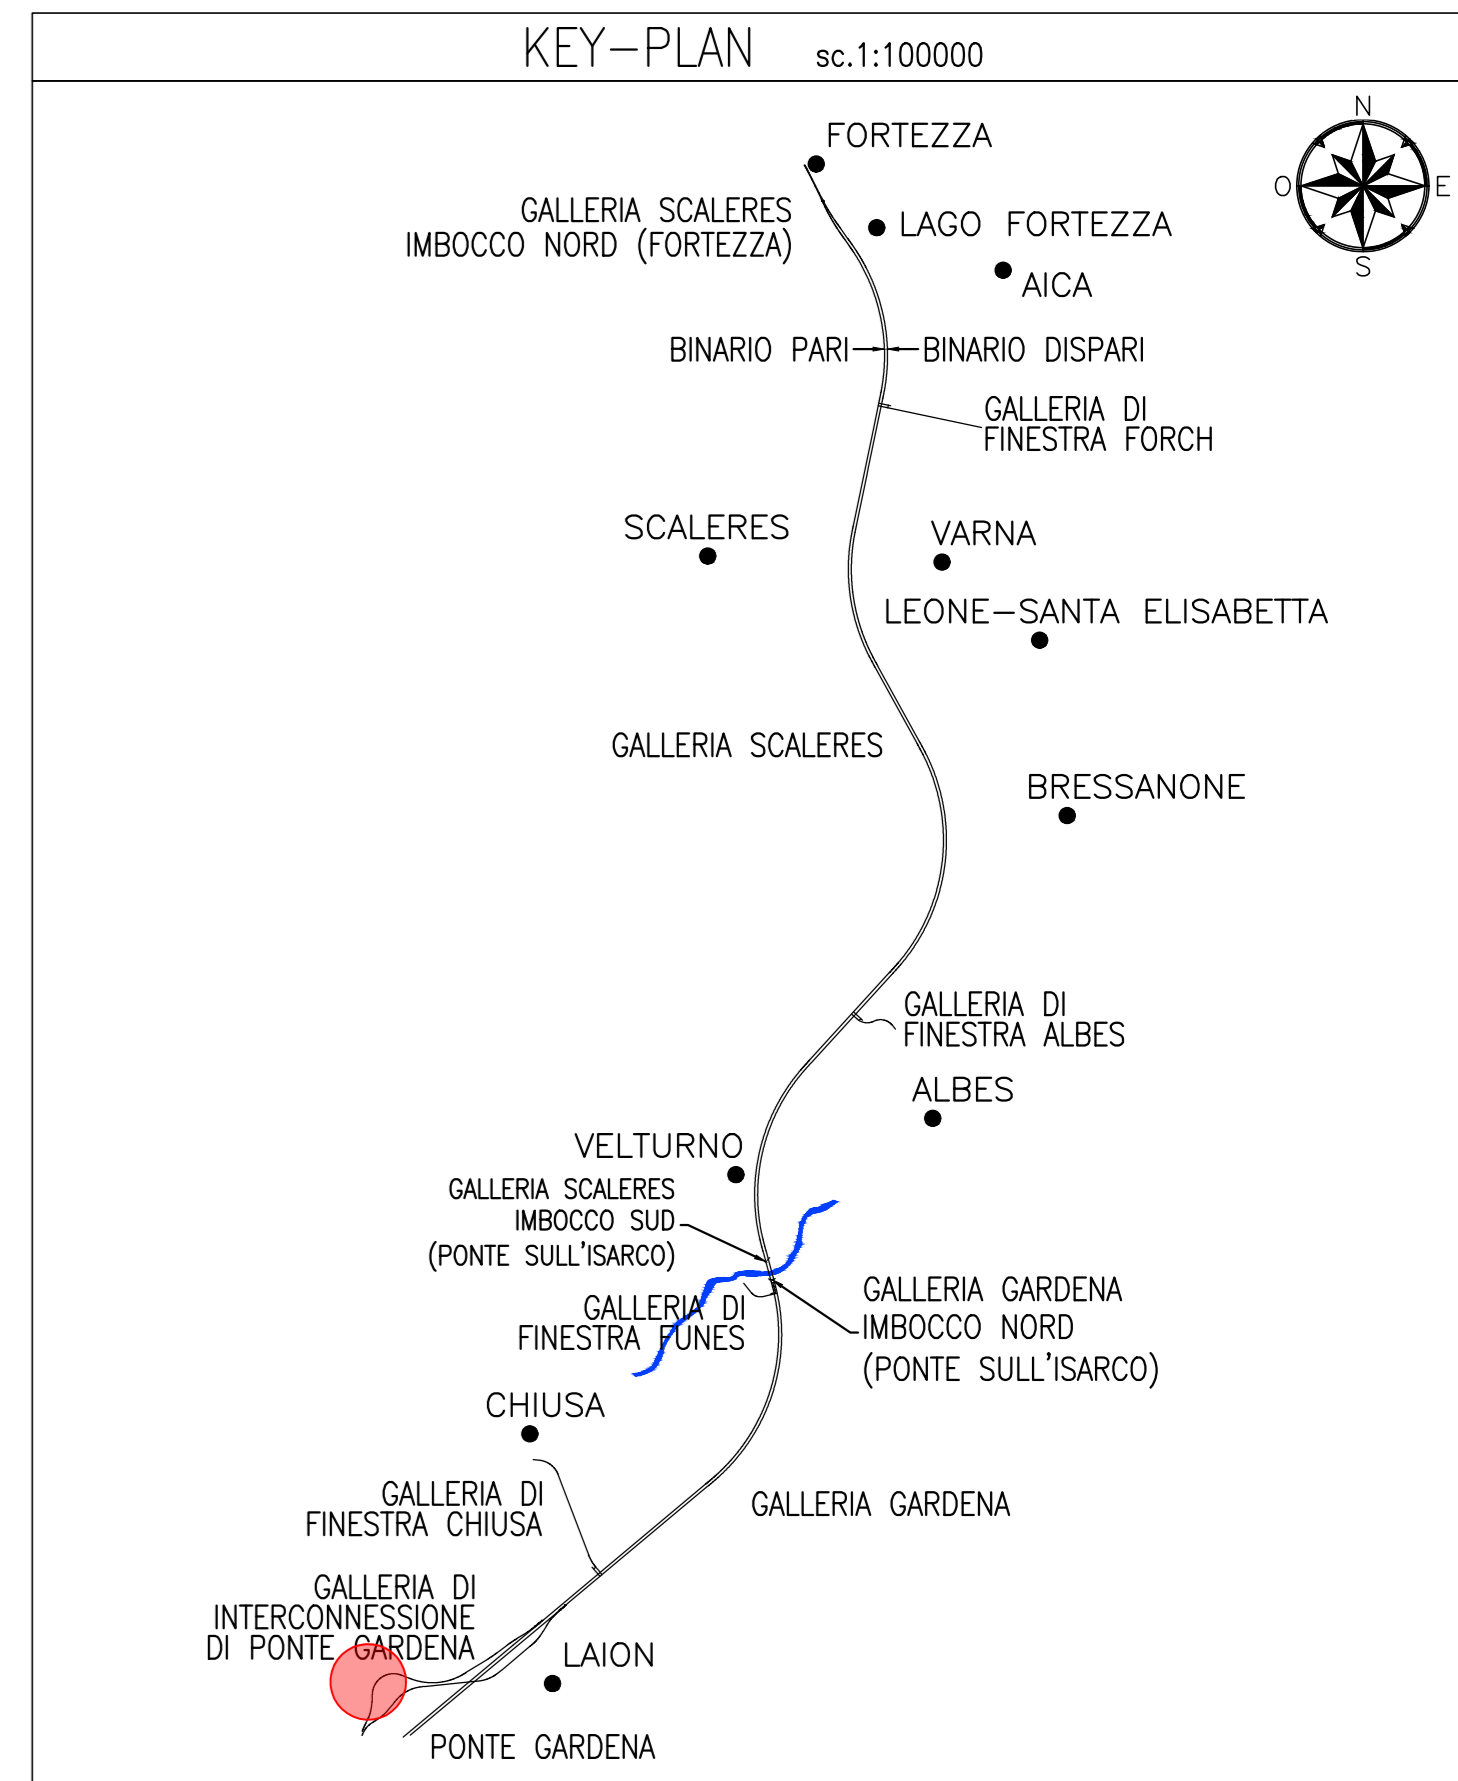 KEY-PLAN sc.1:100000
N
O
E
S
FORTEZZA
GALLERIA SCALERES
IMBOCCO NORD (FORTEZZA)
LAGO FORTEZZA
AICA
BINARIO PARI
BINARIO DISPARI
GALLERIA DI
FINESTRA FORCH
SCALERES
VARNA
LEONE-SANTA ELISABETTA
GALLERIA SCALERES
BRESSANONE
GALLERIA DI
FINESTRA ALBES
ALBES
VELTURNO
GALLERIA SCALERES
IMBOCCO SUD
(PONTE SULL'ISARCO)
GALLERIA DI
FINESTRA FUNES
GALLERIA GARDENA
IMBOCCO NORD
(PONTE SULL'ISARCO)
CHIUSA
GALLERIA DI
FINESTRA CHIUSA
GALLERIA GARDENA
GALLERIA DI
INTERCONNESSIONE
DI PONTE GARDENA
LAION
PONTE GARDENA